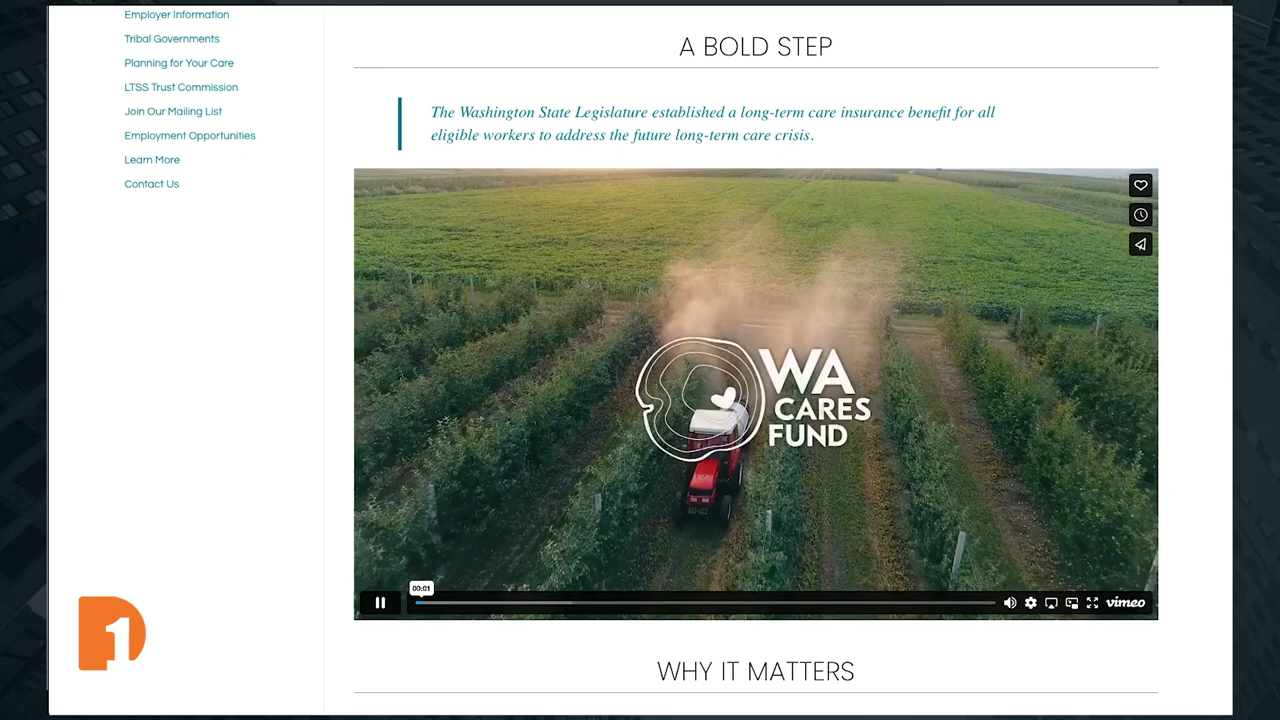 Employer Information
Tribal Governments
Planning for Your Care
LTSS Trust Commission
Join Our Mailing List
Employment Opportunities
Learn More
Contact Us
A BOLD STEP
The Washington State Legislature established a long-term care insurance benefit for all
eligible workers to address the future long-term care crisis.
WA
CARES
FUND
00:01
vimeo
WHY IT MATTERS
1